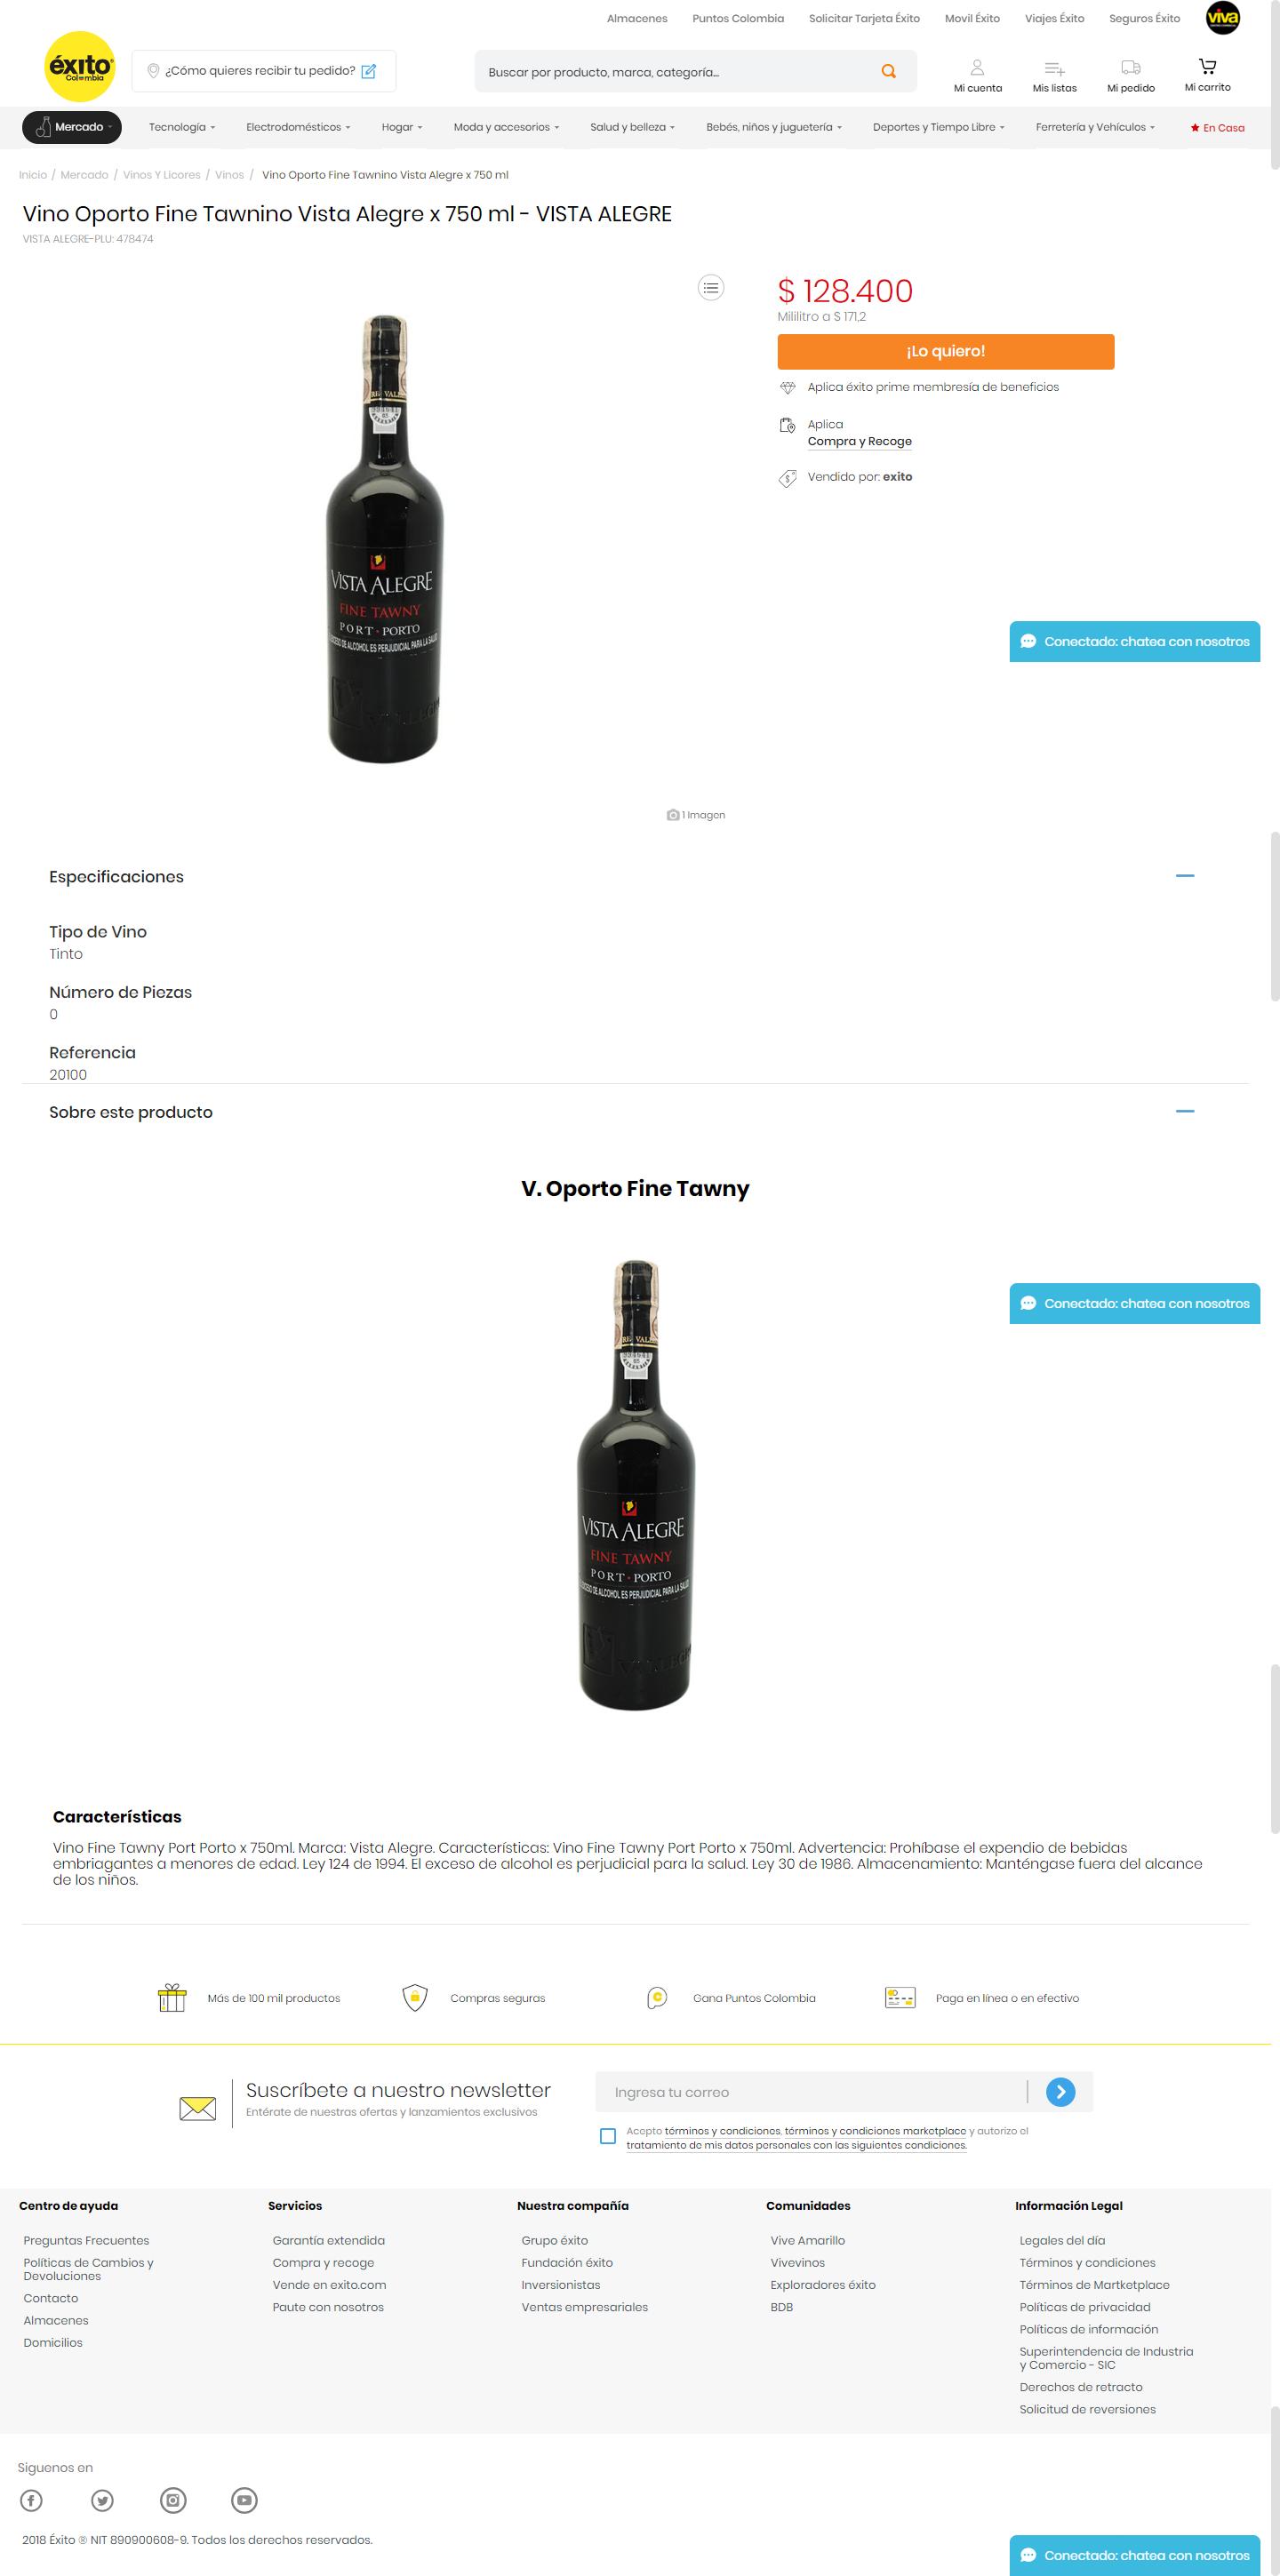 Almacenes Puntos Colombia Solicitar Tarjeta Éxito Movil Éxito Viajes Éxito Seguros Éxito viva
éxito
Colombia
¿Cómo quieres recibir tu pedido?
Buscar por producto, marca, categoría...
Mi cuenta Mis listas Mi pedido Mi carrito
Mercado Tecnología Electrodomésticos Hogar Moda y accesorios Salud y belleza Bebés, niños y juguetería Deportes y Tiempo Libre Ferretería y Vehículos En Casa
Inicio / Mercado / Vinos Y Licores / Vinos / Vino Oporto Fine Tawnino Vista Alegre x 750 ml
Vino Oporto Fine Tawnino Vista Alegre x 750 ml - VISTA ALEGRE
VISTA ALEGRE-PLU: 478474
$ 128.400
Mililitro a $ 171,2
¡Lo quiero!
Aplica éxito prime membresía de beneficios
Aplica
Compra y Recoge
Vendido por: exito
VISTA ALEGRE
FINE TAWNY
PORT · PORTO
DE ALCOHOL ES PERJUDICIAL PARA LA
Conectado: chatea con nosotros
1 Imagen
Especificaciones
Tipo de Vino
Tinto
Número de Piezas
0
Referencia
20100
Sobre este producto
V. Oporto Fine Tawny
Conectado: chatea con nosotros
VISTA ALEGRE
FINE TAWNY
PORT · PORTO
DE ALCOHOL ES PERJUDICIAL PARA LA
Características
Vino Fine Tawny Port Porto x 750ml. Marca: Vista Alegre. Características: Vino Fine Tawny Port Porto x 750ml. Advertencia: Prohíbase el expendio de bebidas
embriagantes a menores de edad. Ley 124 de 1994. El exceso de alcohol es perjudicial para la salud. Ley 30 de 1986. Almacenamiento: Manténgase fuera del alcance
de los niños.
Más de 100 mil productos Compras seguras Gana Puntos Colombia Paga en línea o en efectivo
Suscríbete a nuestro newsletter
Entérate de nuestras ofertas y lanzamientos exclusivos
Ingresa tu correo
Acepto términos y condiciones, términos y condiciones marketplace y autorizo el
tratamiento de mis datos personales con las siguientes condiciones.
Centro de ayuda
Preguntas Frecuentes
Políticas de Cambios y
Devoluciones
Contacto
Almacenes
Domicilios
Servicios
Garantía extendida
Compra y recoge
Vende en exito.com
Paute con nosotros
Nuestra compañía
Grupo éxito
Fundación éxito
Inversionistas
Ventas empresariales
Comunidades
Vive Amarillo
Vivevinos
Exploradores éxito
BDB
Información Legal
Legales del día
Términos y condiciones
Términos de Martketplace
Políticas de privacidad
Políticas de información
Superintendencia de Industria
y Comercio - SIC
Derechos de retracto
Solicitud de reversiones
Siguenos en
2018 Éxito ® NIT 890900608-9. Todos los derechos reservados.
Conectado: chatea con nosotros